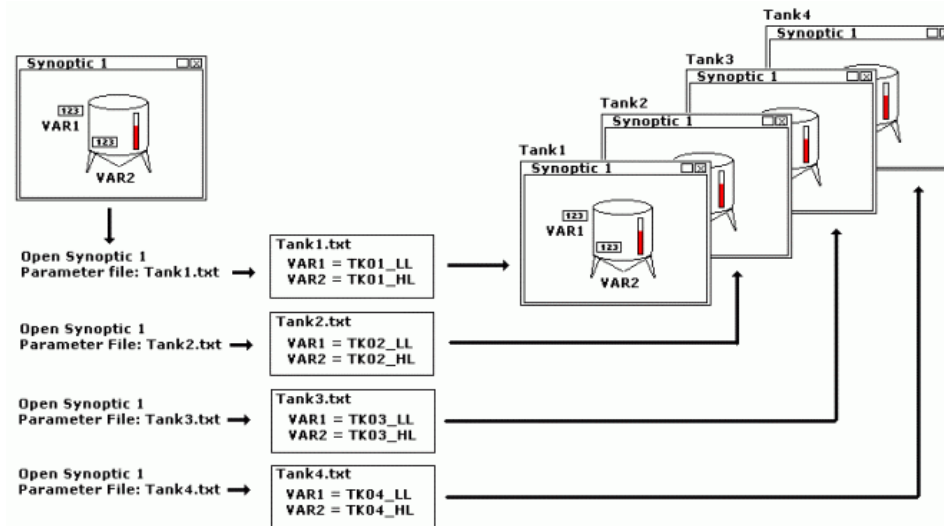 Synoptic 1
123
VAR1
123
VAR2
Open Synoptic 1
Parameter file: Tank1.txt
Tank1.txt
VAR1 = TK01_LL
VAR2 = TK01_HL
Open Synoptic 1
Parameter File: Tank2.txt
Tank2.txt
VAR1 = TK02_LL
VAR2 = TK02_HL
Open Synoptic 1
Parameter File: Tank3.txt
Tank3.txt
VAR1 = TK03_LL
VAR2 = TK03_HL
Open Synoptic 1
Parameter File: Tank4.txt
Tank4.txt
VAR1 = TK04_LL
VAR2 = TK04_HL
Tank1
Synoptic 1
123
VAR1
123
VAR2
Tank2
Synoptic 1
Tank3
Synoptic 1
Tank4
Synoptic 1